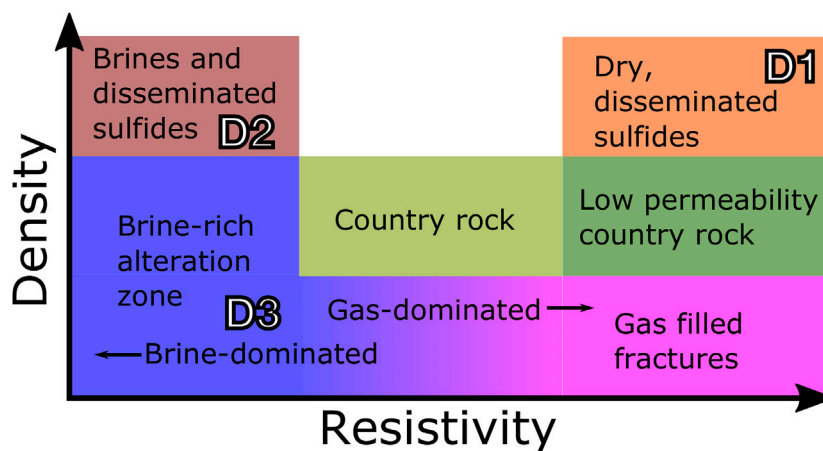 Density
Brines and
disseminated
sulfides
D2
Dry,
disseminated
sulfides
D1
Brine-rich
alteration
zone
D3
Country rock
Low permeability
country rock
Gas-dominated
Brine-dominated
Gas filled
fractures
Resistivity